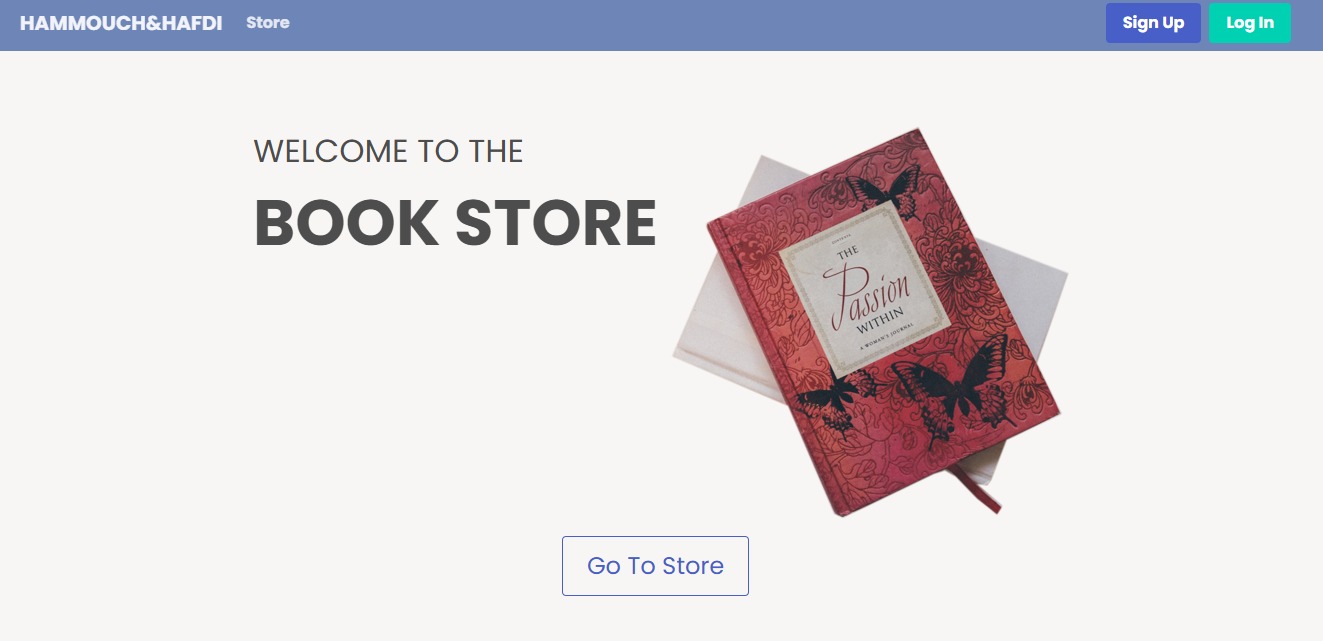 HAMMOUCH&HAFDI Store Sign Up Log In
WELCOME TO THE
BOOK STORE
THE
Passion
WITHIN
A WOMAN'S JOURNAL
Go To Store